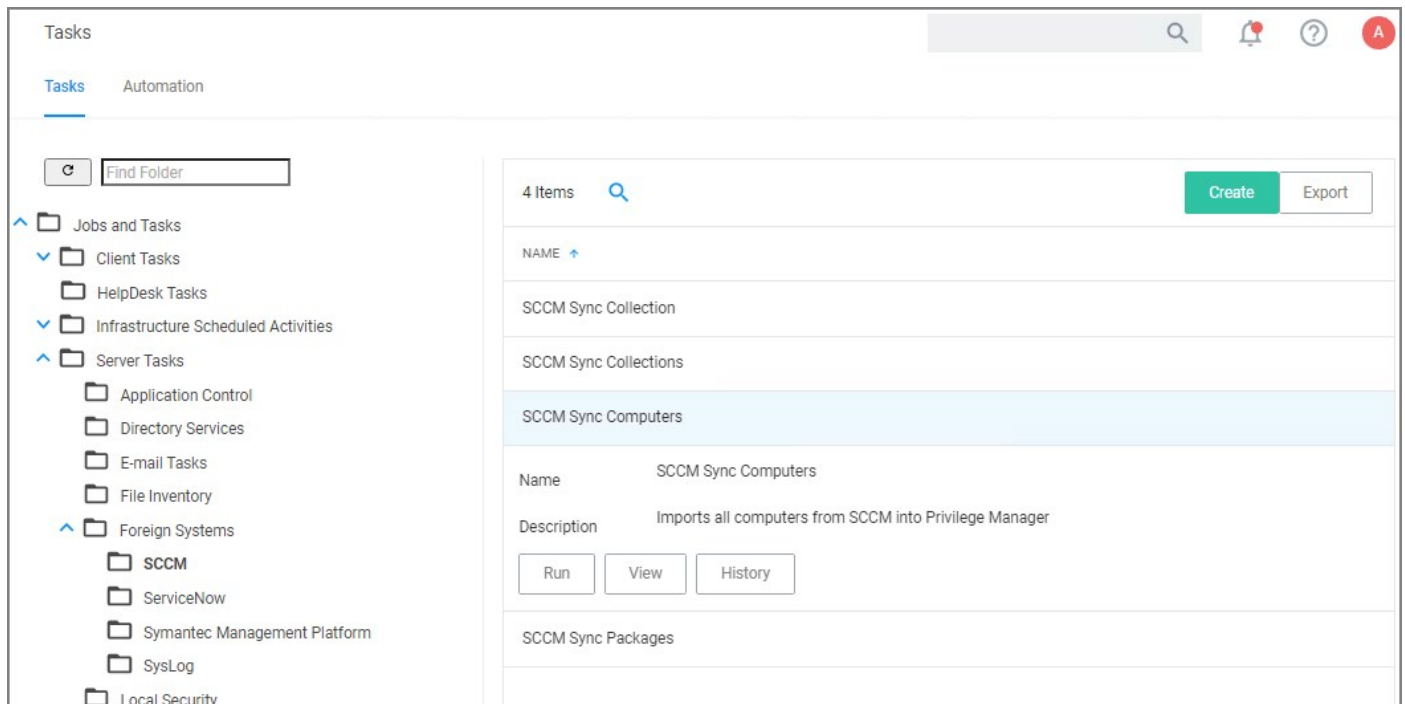 Tasks
A
Tasks Automation
Find Folder
Jobs and Tasks
Client Tasks
HelpDesk Tasks
Infrastructure Scheduled Activities
Server Tasks
Application Control
Directory Services
E-mail Tasks
File Inventory
Foreign Systems
SCCM
ServiceNow
Symantec Management Platform
SysLog
Local Security
4 Items
Create Export
NAME
SCCM Sync Collection
SCCM Sync Collections
SCCM Sync Computers
Name SCCM Sync Computers
Description Imports all computers from SCCM into Privilege Manager
Run View History
SCCM Sync Packages